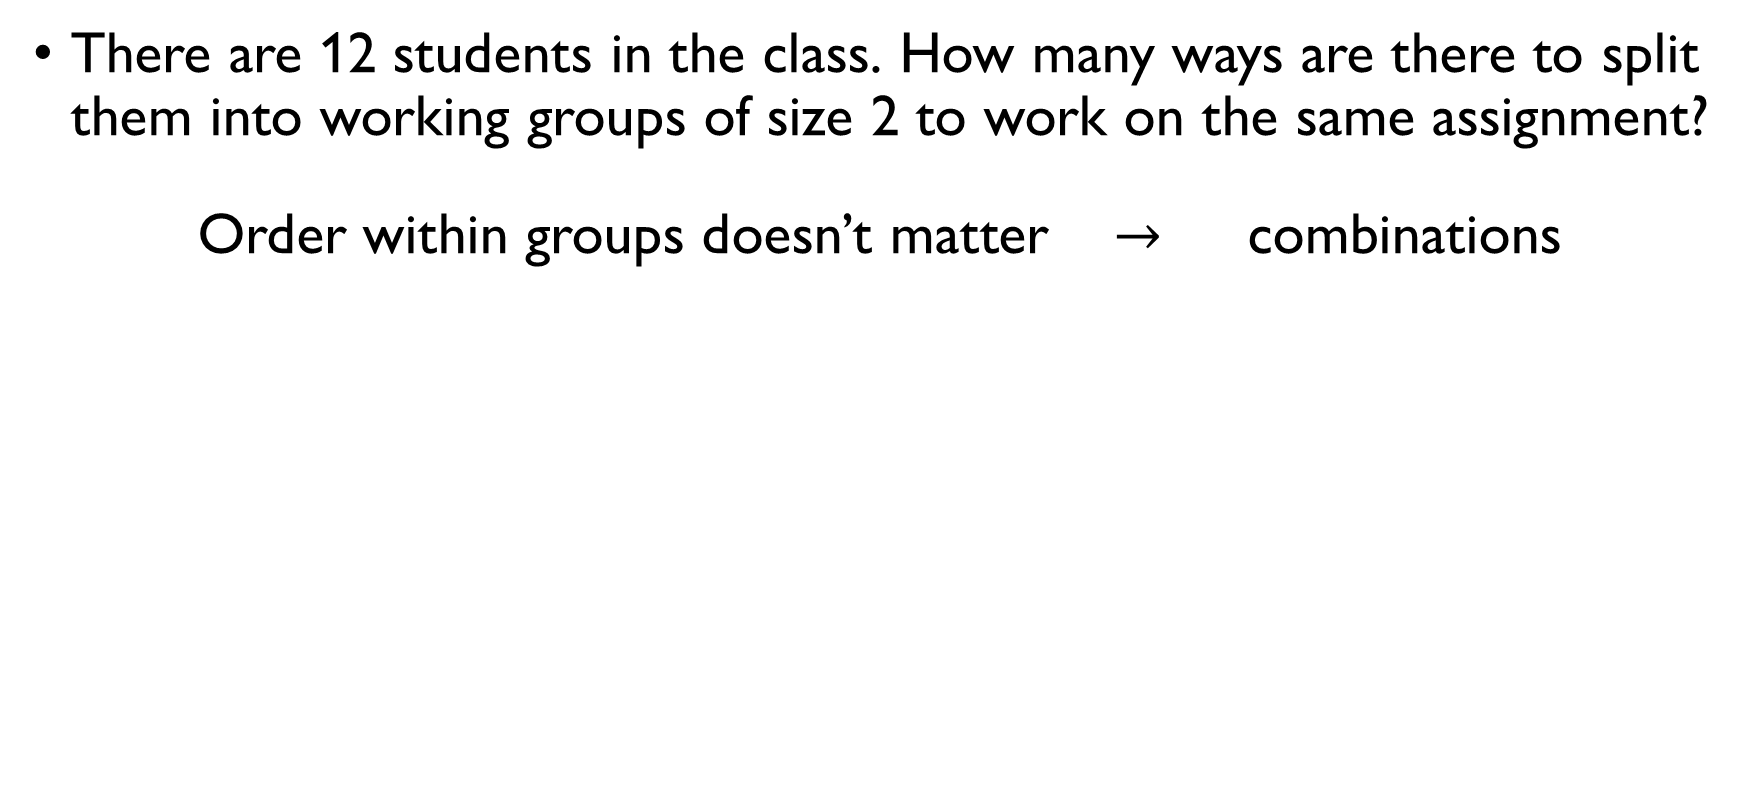 • There are 12 students in the class. How many ways are there to split
them into working groups of size 2 to work on the same assignment?
Order within groups doesn’t matter → combinations